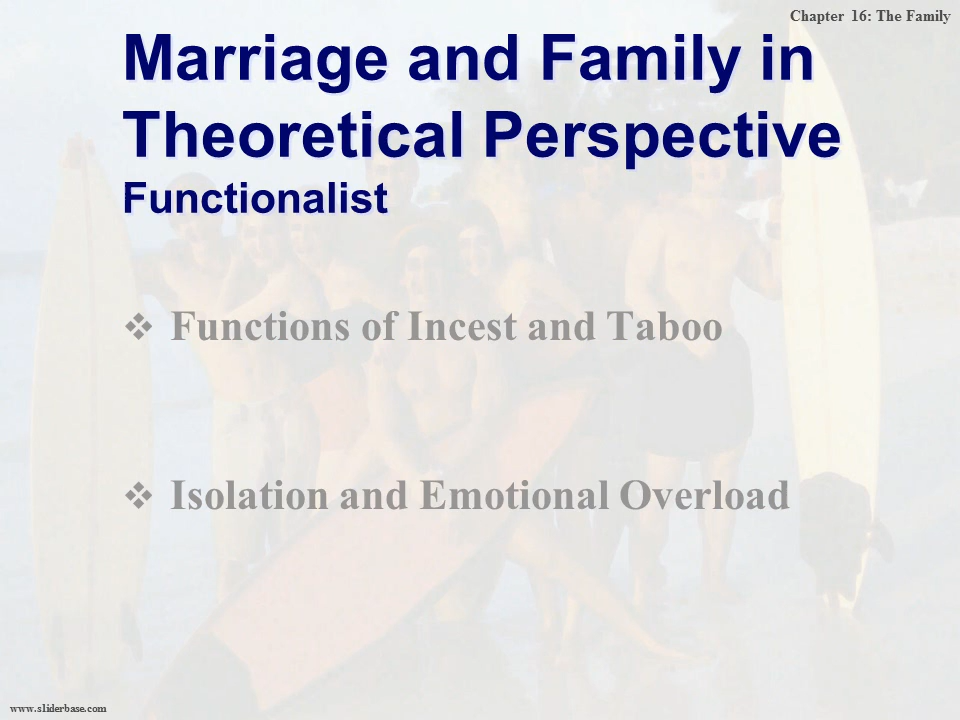 Chapter 16: The Family
Marriage and Family in
Theoretical Perspective
Functionalist
❖ Functions of Incest and Taboo
❖ Isolation and Emotional Overload
www.sliderbase.com